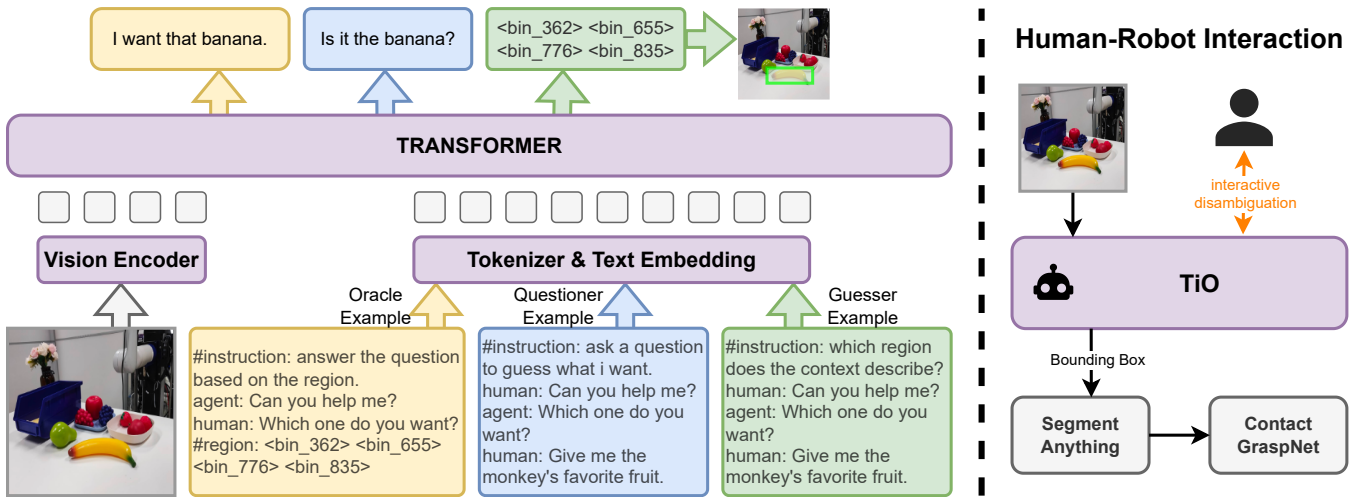 I want that banana.
Is it the banana?
<bin_362> <bin_655>
<bin_776> <bin_835>
TRANSFORMER
Vision Encoder
Tokenizer & Text Embedding
Oracle
Example
Questioner
Example
Guesser
Example
#instruction: answer the question
based on the region.
agent: Can you help me?
human: Which one do you want?
#region: <bin_362> <bin_655>
<bin_776> <bin_835>
#instruction: ask a question
to guess what i want.
human: Can you help me?
agent: Which one do you
want?
human: Give me the
monkey's favorite fruit.
#instruction: which region
does the context describe?
human: Can you help me?
agent: Which one do you
want?
human: Give me the
monkey's favorite fruit.
Human-Robot Interaction
interactive
disambiguation
TiO
Bounding Box
Segment
Anything
Contact
GraspNet